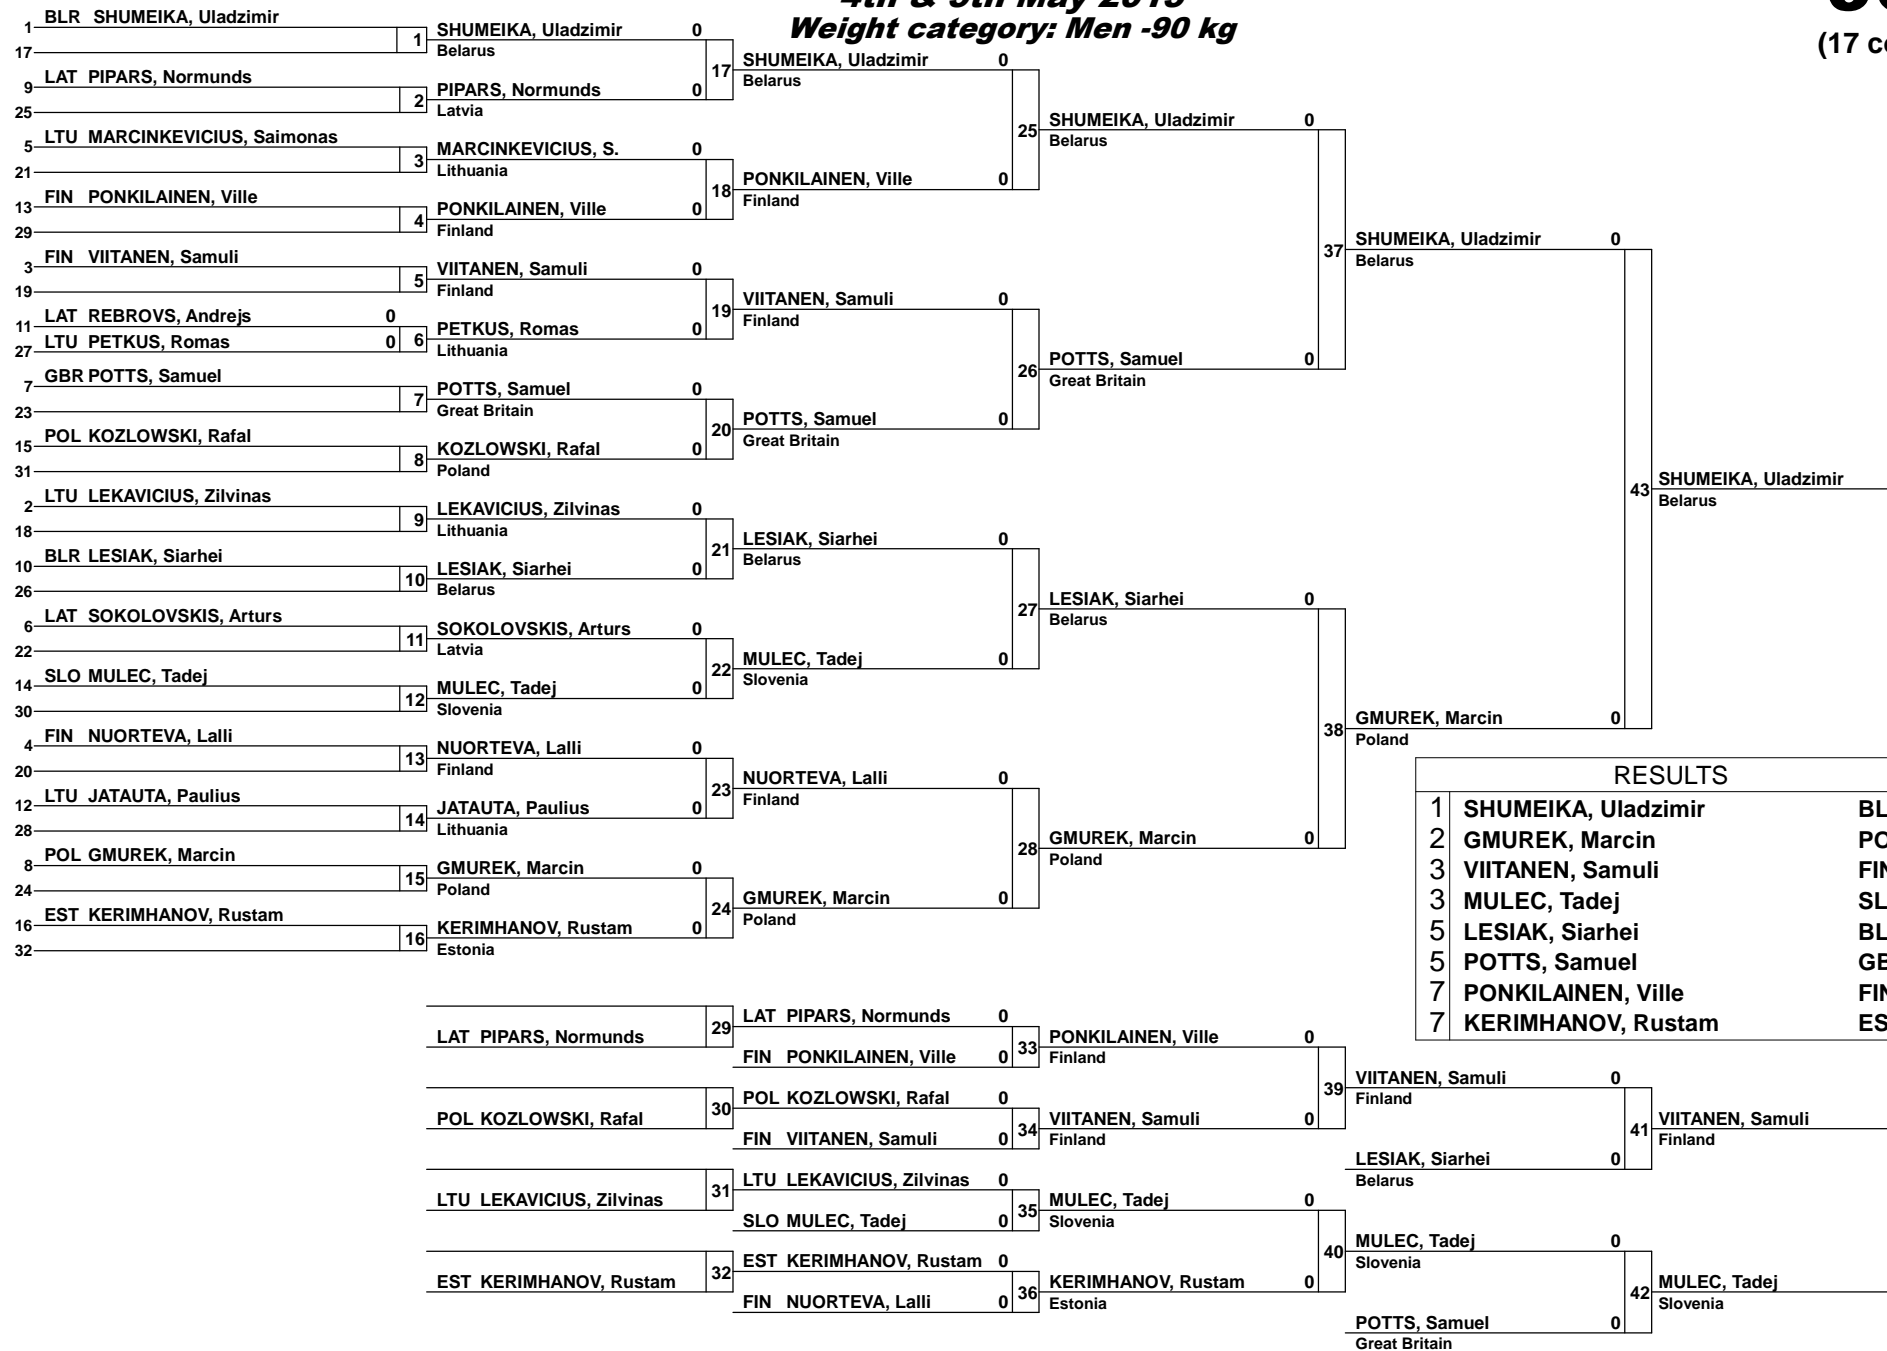 Weight category: Men -90 kg
(17
1 BLR SHUMEIKA, Uladzimir
17
9 LAT PIPARS, Normunds
25
5 LTU MARCINKEVICIUS, Saimonas
21
13 FIN PONKILAINEN, Ville
29
3 FIN VIITANEN, Samuli
19
11 LAT REBROVS, Andrejs 0
27 LTU PETKUS, Romas 0
7 GBR POTTS, Samuel
23
15 POL KOZLOWSKI, Rafal
31
2 LTU LEKAVICIUS, Zilvinas
18
10 BLR LESIAK, Siarhei
26
6 LAT SOKOLOVSKIS, Arturs
22
14 SLO MULEC, Tadej
30
4 FIN NUORTEVA, Lalli
20
12 LTU JATAUTA, Paulius
28
8 POL GMUREK, Marcin
24
16 EST KERIMHANOV, Rustam
32
1 SHUMEIKA, Uladzimir 0
Belarus
2 PIPARS, Normunds 0
Latvia
3 MARCINKEVICIUS, S. 0
Lithuania
4 PONKILAINEN, Ville 0
Finland
5 VIITANEN, Samuli 0
Finland
6 PETKUS, Romas 0
Lithuania
7 POTTS, Samuel 0
Great Britain
8 KOZLOWSKI, Rafal 0
Poland
9 LEKAVICIUS, Zilvinas 0
Lithuania
10 LESIAK, Siarhei 0
Belarus
11 SOKOLOVSKIS, Arturs 0
Latvia
12 MULEC, Tadej 0
Slovenia
13 NUORTEVA, Lalli 0
Finland
14 JATAUTA, Paulius 0
Lithuania
15 GMUREK, Marcin 0
Poland
16 KERIMHANOV, Rustam 0
Estonia
17 SHUMEIKA, Uladzimir 0
Belarus
18 PONKILAINEN, Ville 0
Finland
19 VIITANEN, Samuli 0
Finland
20 POTTS, Samuel 0
Great Britain
21 LESIAK, Siarhei 0
Belarus
22 MULEC, Tadej 0
Slovenia
23 NUORTEVA, Lalli 0
Finland
24 GMUREK, Marcin 0
Poland
25 SHUMEIKA, Uladzimir 0
Belarus
26 POTTS, Samuel 0
Great Britain
27 LESIAK, Siarhei 0
Belarus
28 GMUREK, Marcin 0
Poland
37 SHUMEIKA, Uladzimir 0
Belarus
38 GMUREK, Marcin 0
Poland
43 SHUMEIKA, Uladzimir
Belarus
RESULTS
1 SHUMEIKA, Uladzimir
2 GMUREK, Marcin
3 VIITANEN, Samuli
3 MULEC, Tadej
5 LESIAK, Siarhei
5 POTTS, Samuel
7 PONKILAINEN, Ville
7 KERIMHANOV, Rustam
LAT PIPARS, Normunds
POL KOZLOWSKI, Rafal
LTU LEKAVICIUS, Zilvinas
EST KERIMHANOV, Rustam
29 LAT PIPARS, Normunds 0
FIN PONKILAINEN, Ville 0
30 POL KOZLOWSKI, Rafal 0
FIN VIITANEN, Samuli 0
31 LTU LEKAVICIUS, Zilvinas 0
SLO MULEC, Tadej 0
32 EST KERIMHANOV, Rustam 0
FIN NUORTEVA, Lalli 0
33 PONKILAINEN, Ville 0
Finland
34 VIITANEN, Samuli 0
Finland
35 MULEC, Tadej 0
Slovenia
36 KERIMHANOV, Rustam 0
Estonia
39 VIITANEN, Samuli 0
Finland
LESIAK, Siarhei 0
Belarus
40 MULEC, Tadej 0
Slovenia
POTTS, Samuel 0
Great Britain
41 VIITANEN, Samuli
Finland
42 MULEC, Tadej
Slovenia